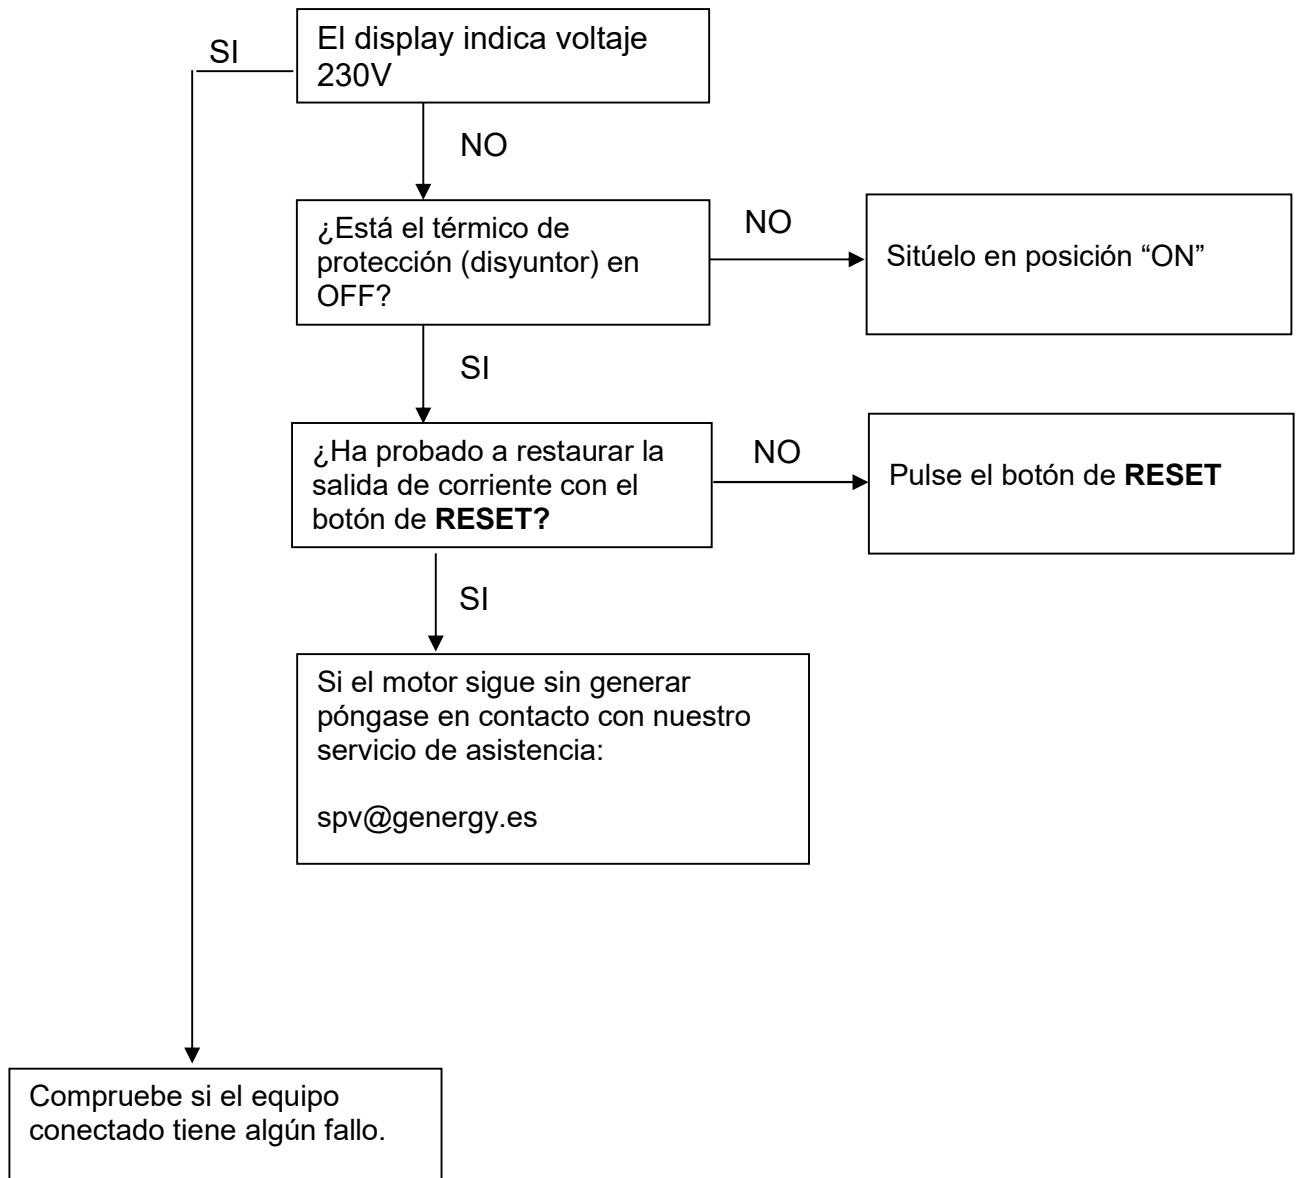 SI
El display indica voltaje
230V
NO
¿Está el térmico de
protección (disyuntor) en
OFF?
NO
Sitúelo en posición “ON”
SI
¿Ha probado a restaurar la
salida de corriente con el
botón de RESET?
NO
Pulse el botón de RESET
SI
Si el motor sigue sin generar
póngase en contacto con nuestro
servicio de asistencia:
spv@genergy.es
Compruebe si el equipo
conectado tiene algún fallo.